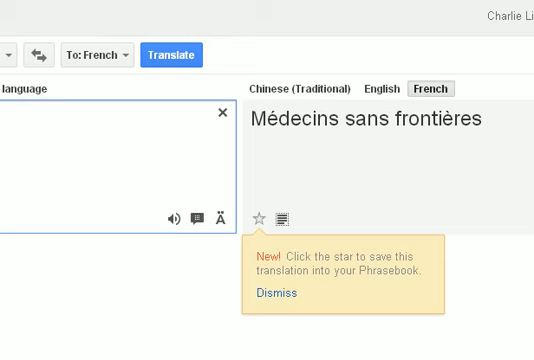 Charlie Li
To: French
Translate
language
Chinese (Traditional) English French
Médecins sans frontières
Ä
New! Click the star to save this
translation into your Phrasebook.
Dismiss